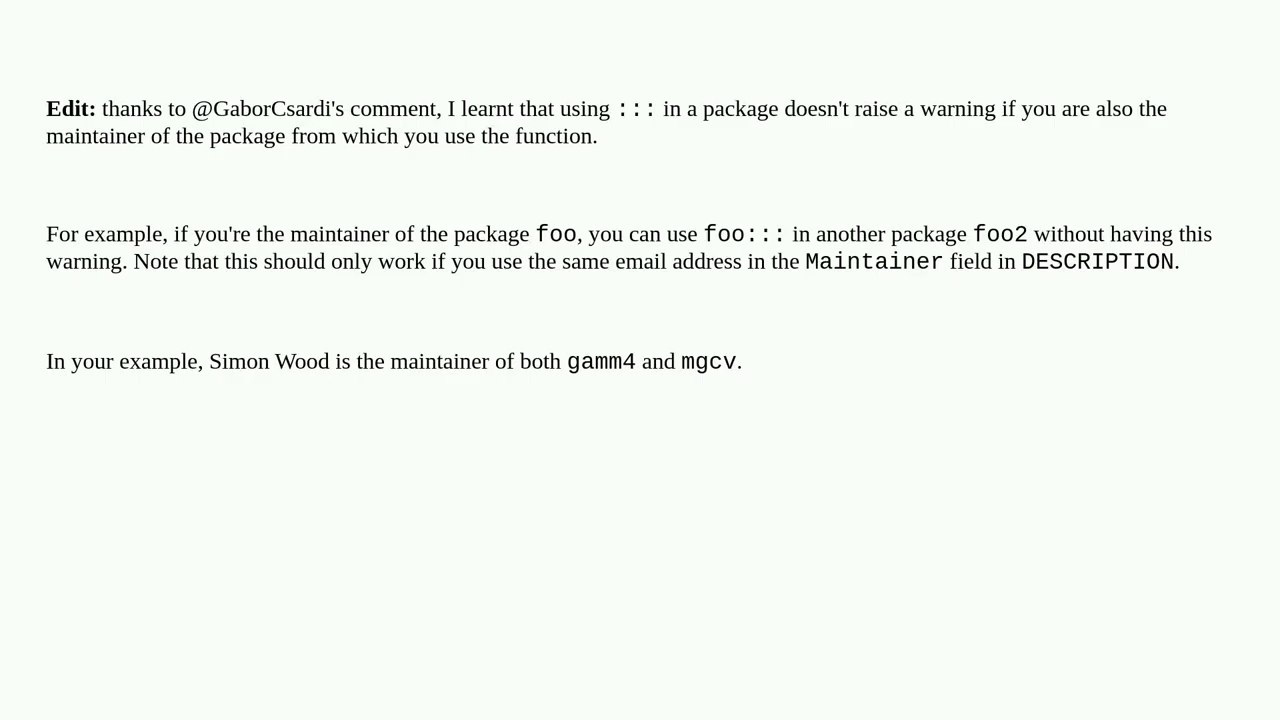 Edit: thanks to @GaborCsardi's comment, I learnt that using ::: in a package doesn't raise a warning if you are also the
maintainer of the package from which you use the function.
For example, if you're the maintainer of the package foo, you can use foo::: in another package foo2 without having this
warning. Note that this should only work if you use the same email address in the Maintainer field in DESCRIPTION.
In your example, Simon Wood is the maintainer of both gamm4 and mgcv.